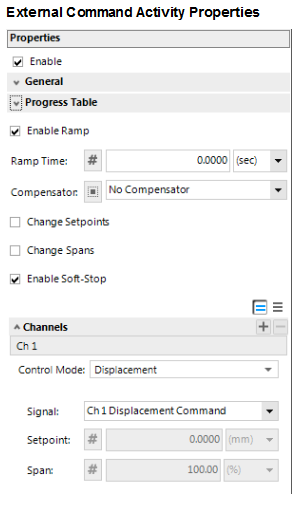 External Command Activity Properties
Properties
Enable
General
Progress Table
Enable Ramp
Ramp Time: # 0.0000 (sec)
Compensator: No Compensator
Change Setpoints
Change Spans
Enable Soft-Stop
Channels
Ch 1
Control Mode: Displacement
Signal: Ch 1 Displacement Command
Setpoint: # 0.0000 (mm)
Span: # 100.00 (%)